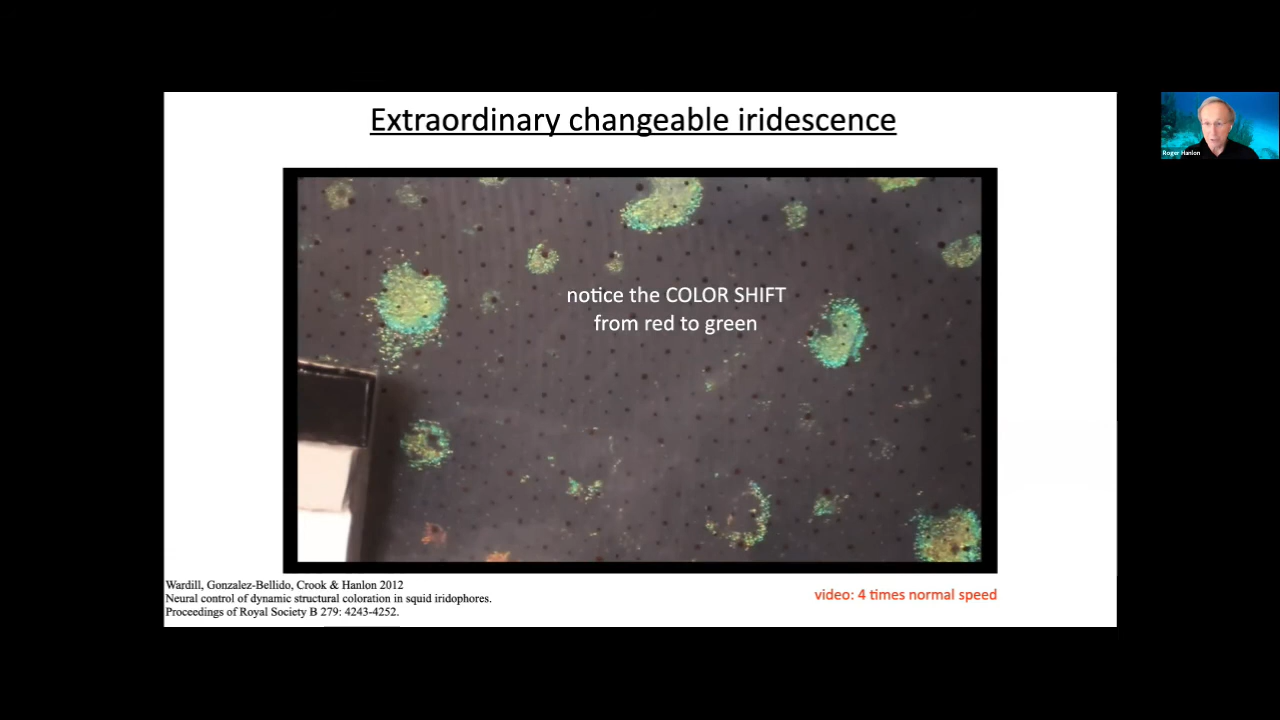 Extraordinary changeable iridescence
Roger Hanlon
notice the COLOR SHIFT
from red to green
Wardill, Gonzalez-Bellido, Crook & Hanlon 2012
Neural control of dynamic structural coloration in squid iridophores.
Proceedings of Royal Society B 279: 4243-4252.
video: 4 times normal speed